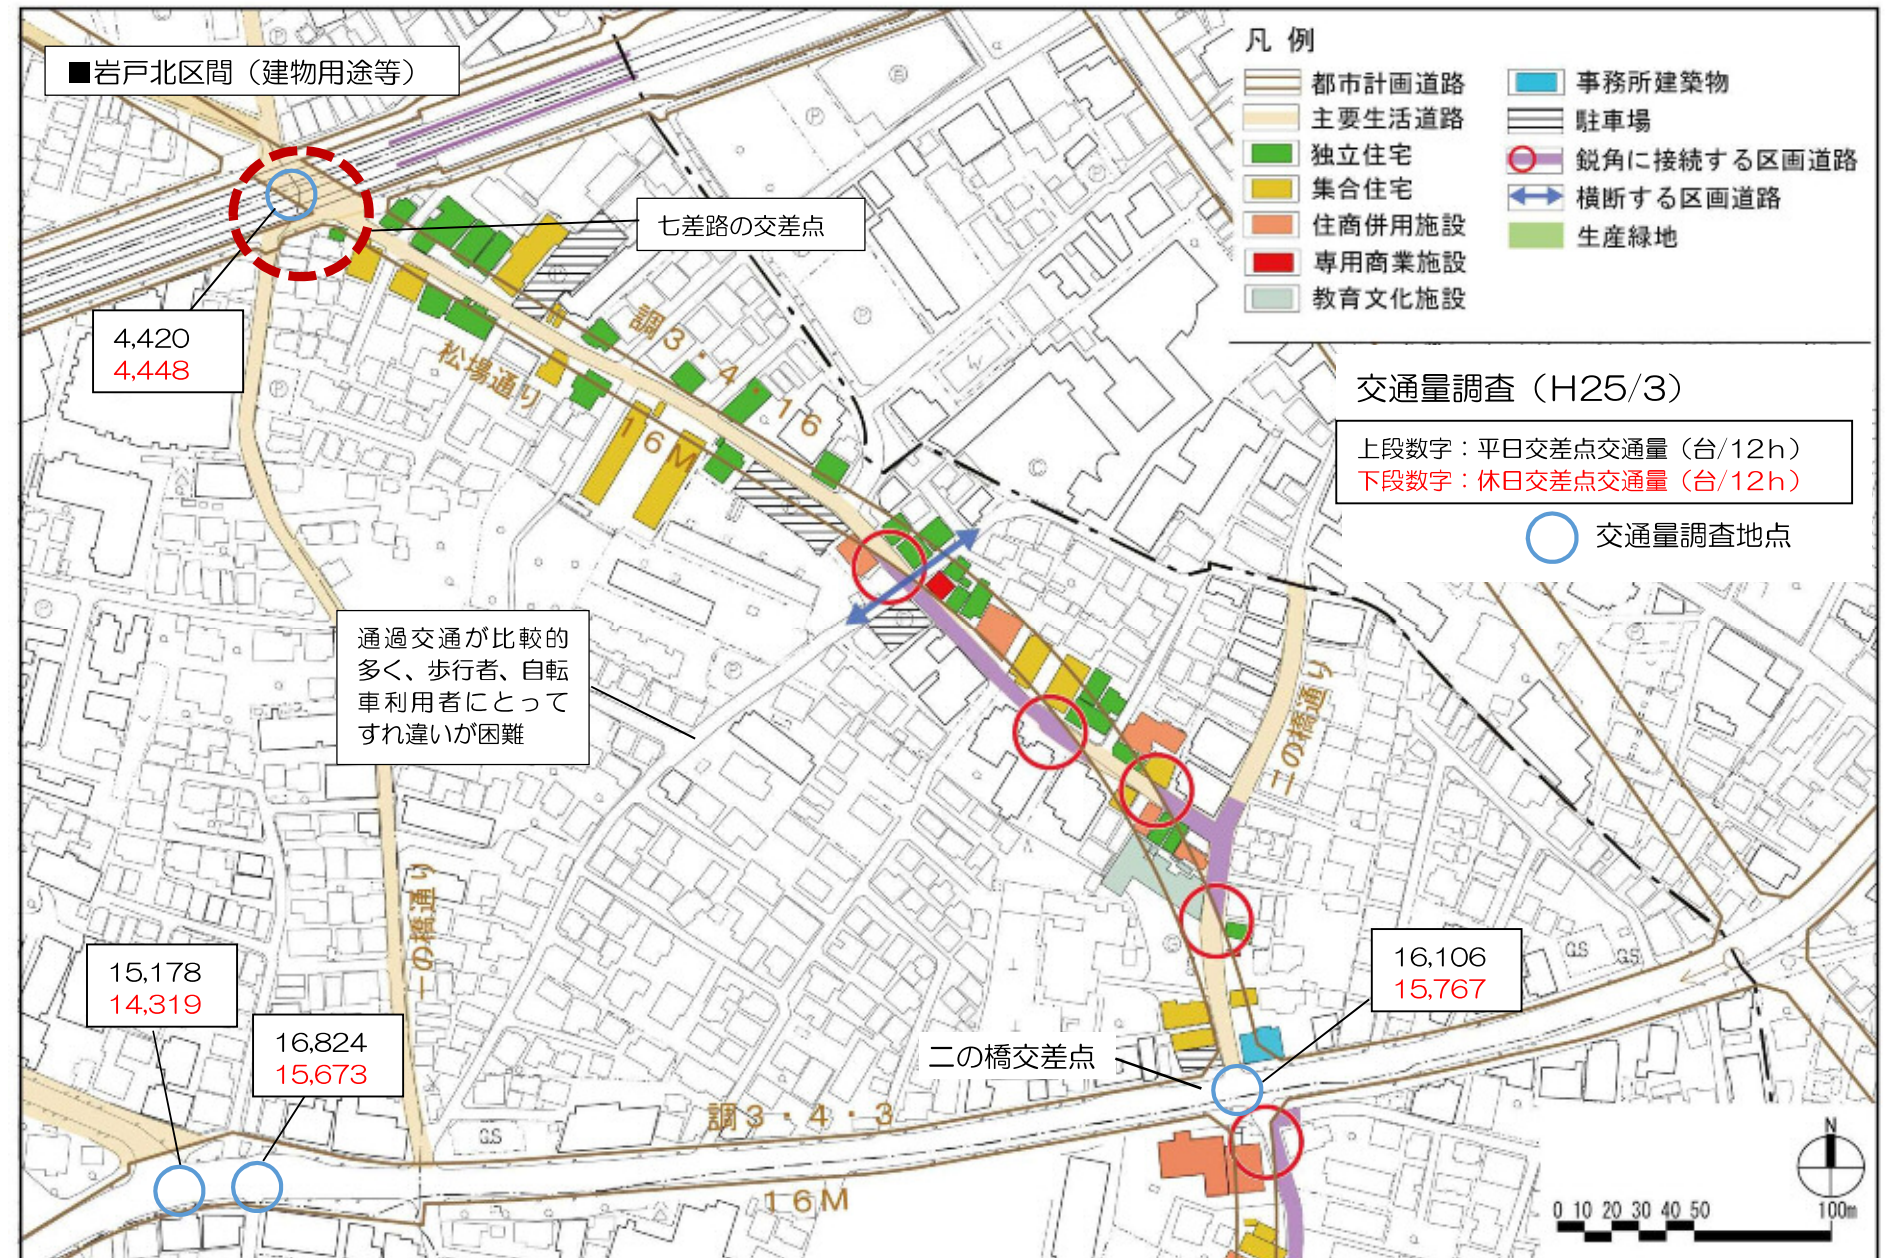 ■岩戸北区間（建物用途等）
凡 例
都市計画道路
主要生活道路
独立住宅
集合住宅
住商併用施設
専用商業施設
教育文化施設
事務所建築物
駐車場
鋭角に接続する区画道路
横断する区画道路
生産緑地
七差路の交差点
4,420
4,448
調3・4・16
松場通り
16M
交通量調査（H25/3）
上段数字：平日交差点交通量（台/12h）
下段数字：休日交差点交通量（台/12h）
交通量調査地点
通過交通が比較的
多く、歩行者、自転
車利用者にとって
すれ違いが困難
二の橋通り
一の橋通り
15,178
14,319
16,824
15,673
16,106
15,767
二の橋交差点
G.S
G.S
G.S
調3・4・3
16M
N
0 10 20 30 40 50 100m